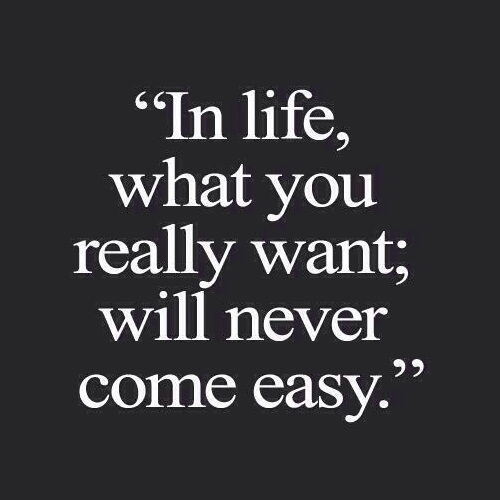 “In life,
what you
really want;
will never
come easy.”